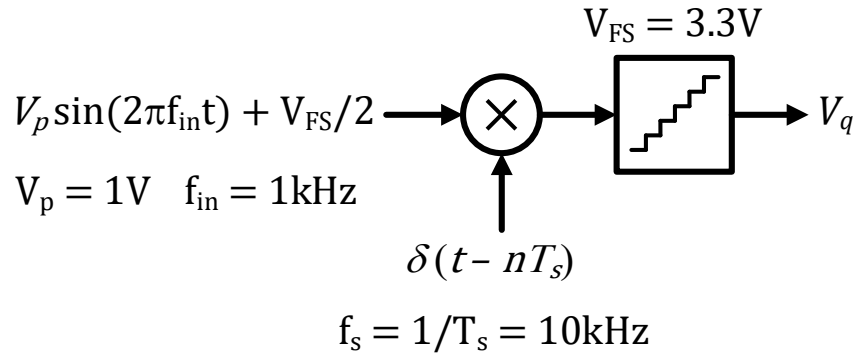 V_FS = 3.3V
V_p sin(2πf_in t) + V_FS/2
V_q
V_p = 1V f_in = 1kHz
δ(t − nT_s)
f_s = 1/T_s = 10kHz